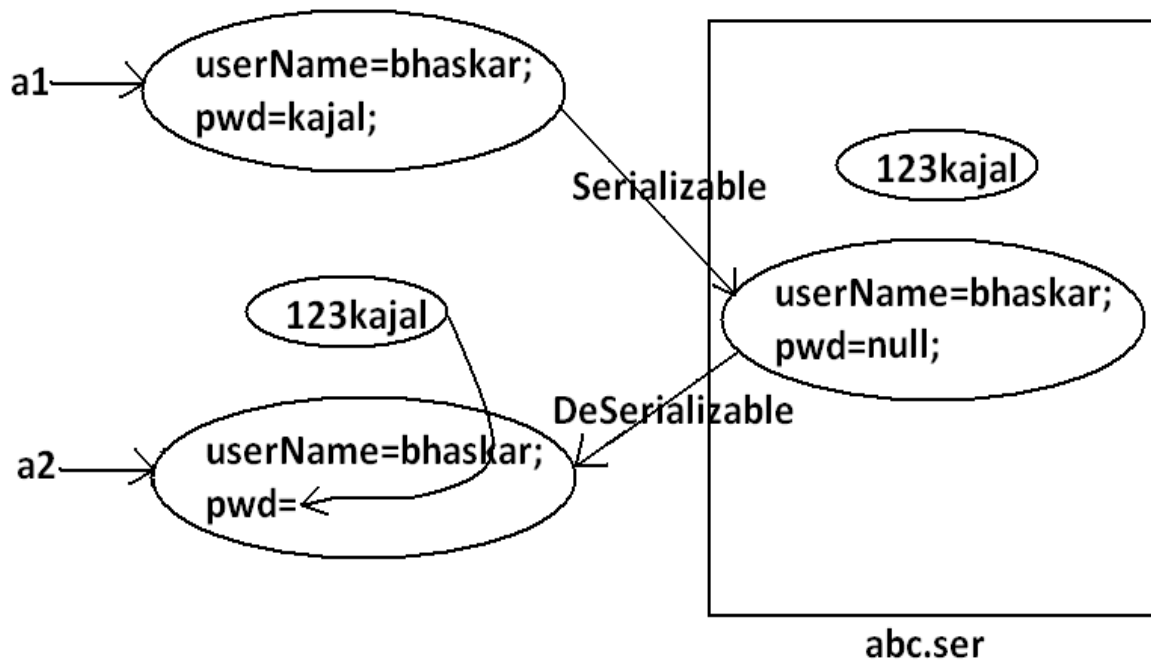 a1
userName=bhaskar;
pwd=kajal;
Serializable
123kajal
userName=bhaskar;
pwd=null;
123kajal
DeSerializable
a2
userName=bhaskar;
pwd=
abc.ser